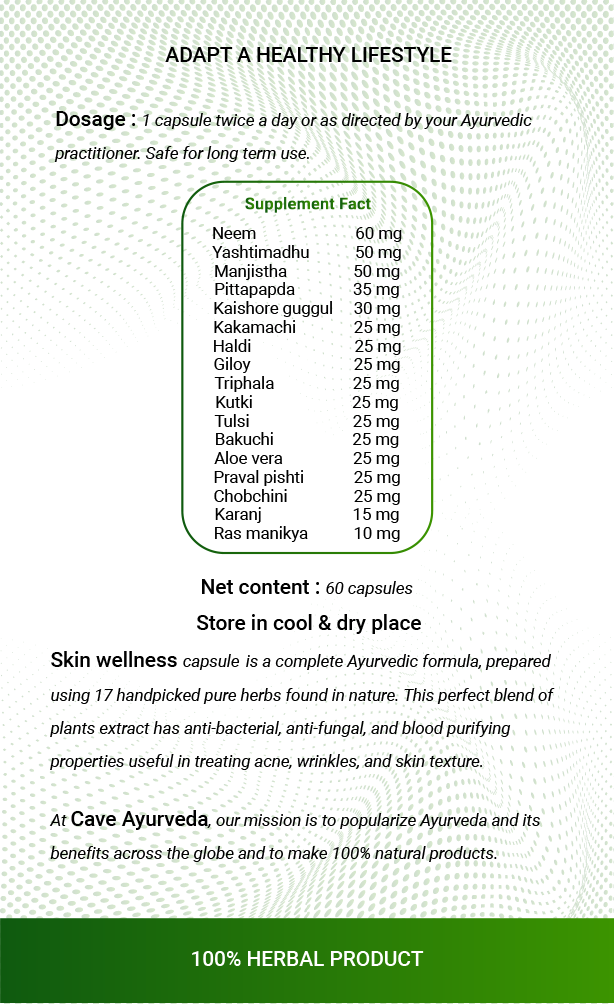 ADAPT A HEALTHY LIFESTYLE
Dosage : 1 capsule twice a day or as directed by your Ayurvedic
practitioner. Safe for long term use.
Supplement Fact
Neem 60 mg
Yashtimadhu 50 mg
Manjistha 50 mg
Pittapapda 35 mg
Kaishore guggul 30 mg
Kakamachi 25 mg
Haldi 25 mg
Giloy 25 mg
Triphala 25 mg
Kutki 25 mg
Tulsi 25 mg
Bakuchi 25 mg
Aloe vera 25 mg
Praval pishti 25 mg
Chobchini 25 mg
Karanj 15 mg
Ras manikya 10 mg
Net content : 60 capsules
Store in cool & dry place
Skin wellness capsule is a complete Ayurvedic formula, prepared
using 17 handpicked pure herbs found in nature. This perfect blend of
plants extract has anti-bacterial, anti-fungal, and blood purifying
properties useful in treating acne, wrinkles, and skin texture.
At Cave Ayurveda, our mission is to popularize Ayurveda and its
benefits across the globe and to make 100% natural products.
100% HERBAL PRODUCT